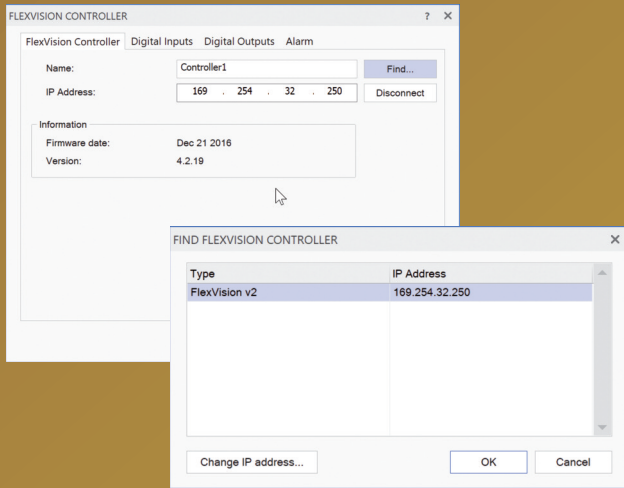 FLEXVISION CONTROLLER ? ×
FlexVision Controller Digital Inputs Digital Outputs Alarm
Name: Controller1 Find...
IP Address: 169 . 254 . 32 . 250 Disconnect
Information
Firmware date: Dec 21 2016
Version: 4.2.19
FIND FLEXVISION CONTROLLER ×
Type IP Address
FlexVision v2 169.254.32.250
Change IP address... OK Cancel